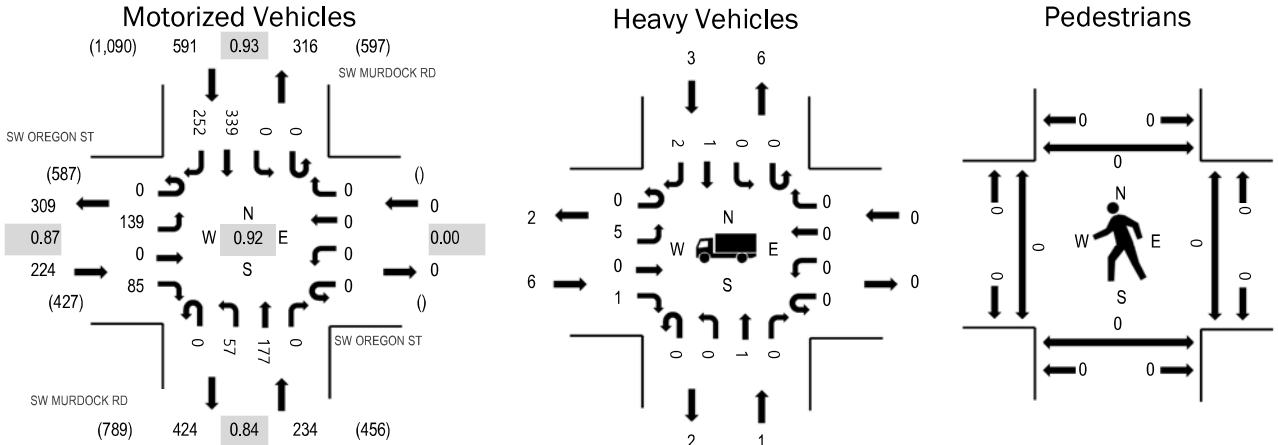 Motorized Vehicles
(1,090) 591 0.93 316 (597)
SW MURDOCK RD
252 339 0 0
SW OREGON ST
(587) ()
0 0
309 0 0
139
N
0.87 W 0.92 E 0.00
0 0
S
224 0
85 0
(427) ()
0 57 177 0
SW OREGON ST
SW MURDOCK RD
(789) 424 0.84 234 (456)
Heavy Vehicles
3 6
2 1 0 0
0 0
2 0 0
5 N
W E
0 0
S
6 0
1 0
0 0 1 0
2 1
Pedestrians
0 0
0
0 N 0
W E
0 0
0 S 0
0
0 0